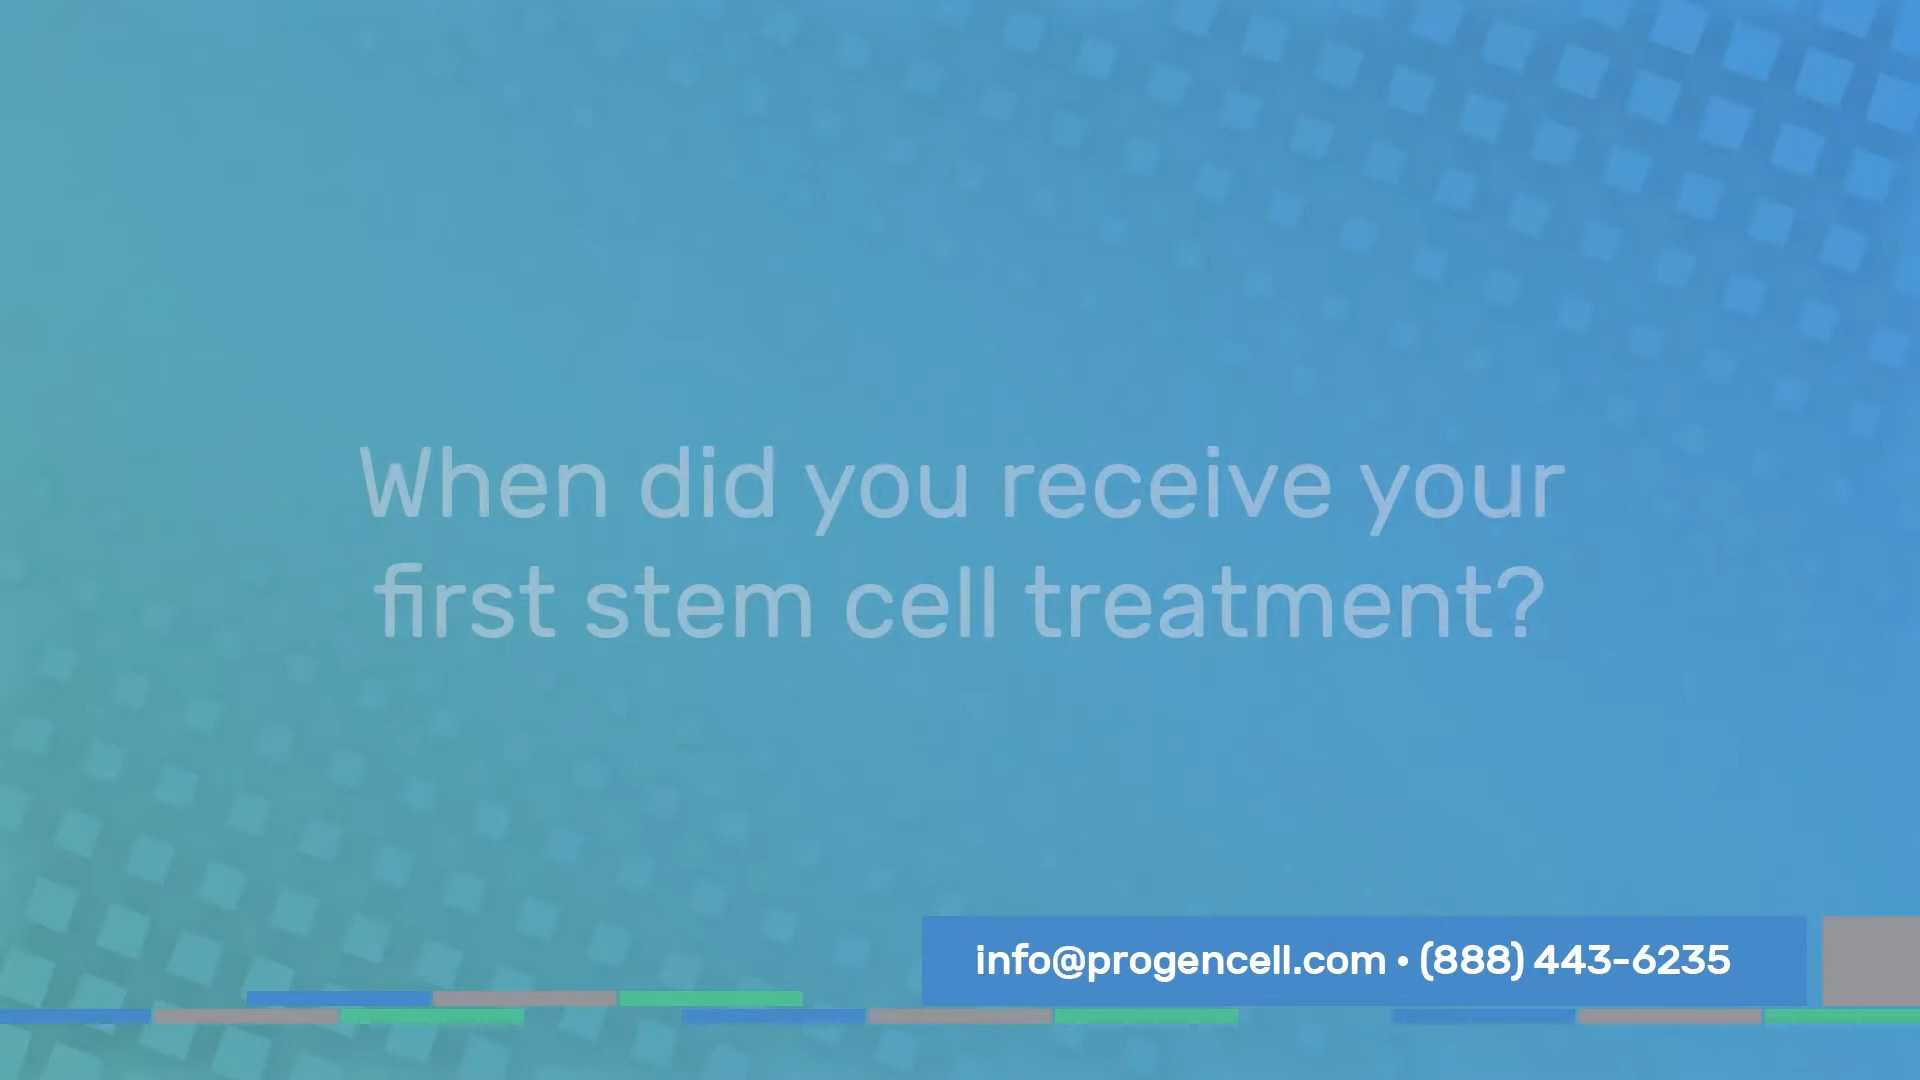 When did you receive your
first stem cell treatment?
info@progencell.com • (888) 443-6235